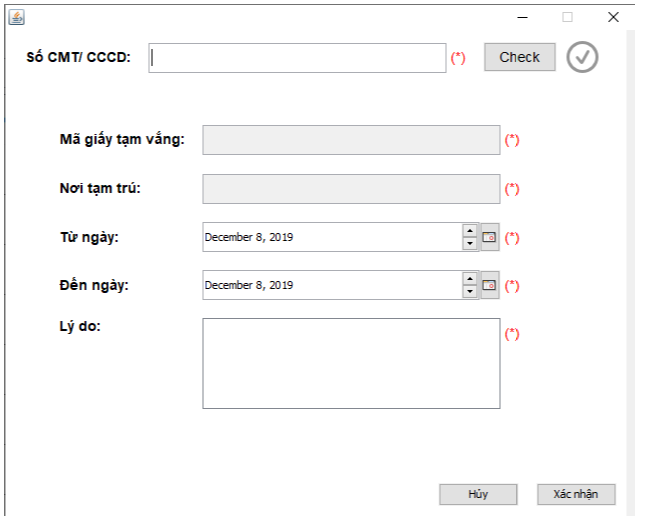 Số CMT/ CCCD: (*) Check
Mã giấy tạm vắng: (*)
Nơi tạm trú: (*)
Từ ngày: December 8, 2019 (*)
Đến ngày: December 8, 2019 (*)
Lý do: (*)
Hủy Xác nhận